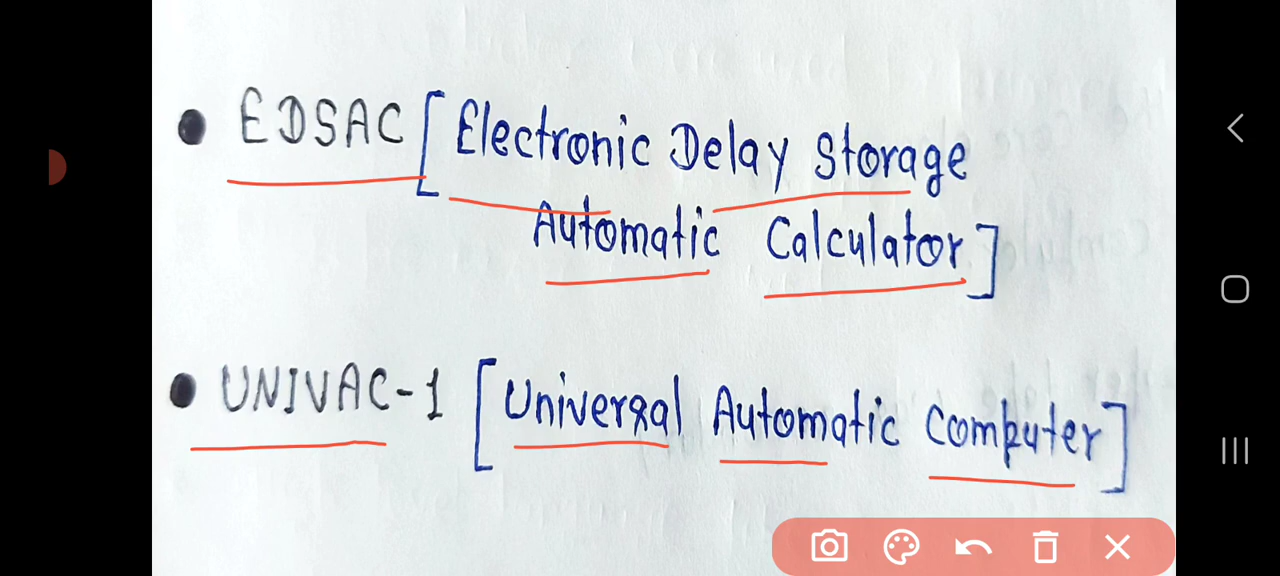 • EDSAC [Electronic Delay Storage
Automatic Calculator]
• UNIVAC-1 [Universal Automatic Computer]